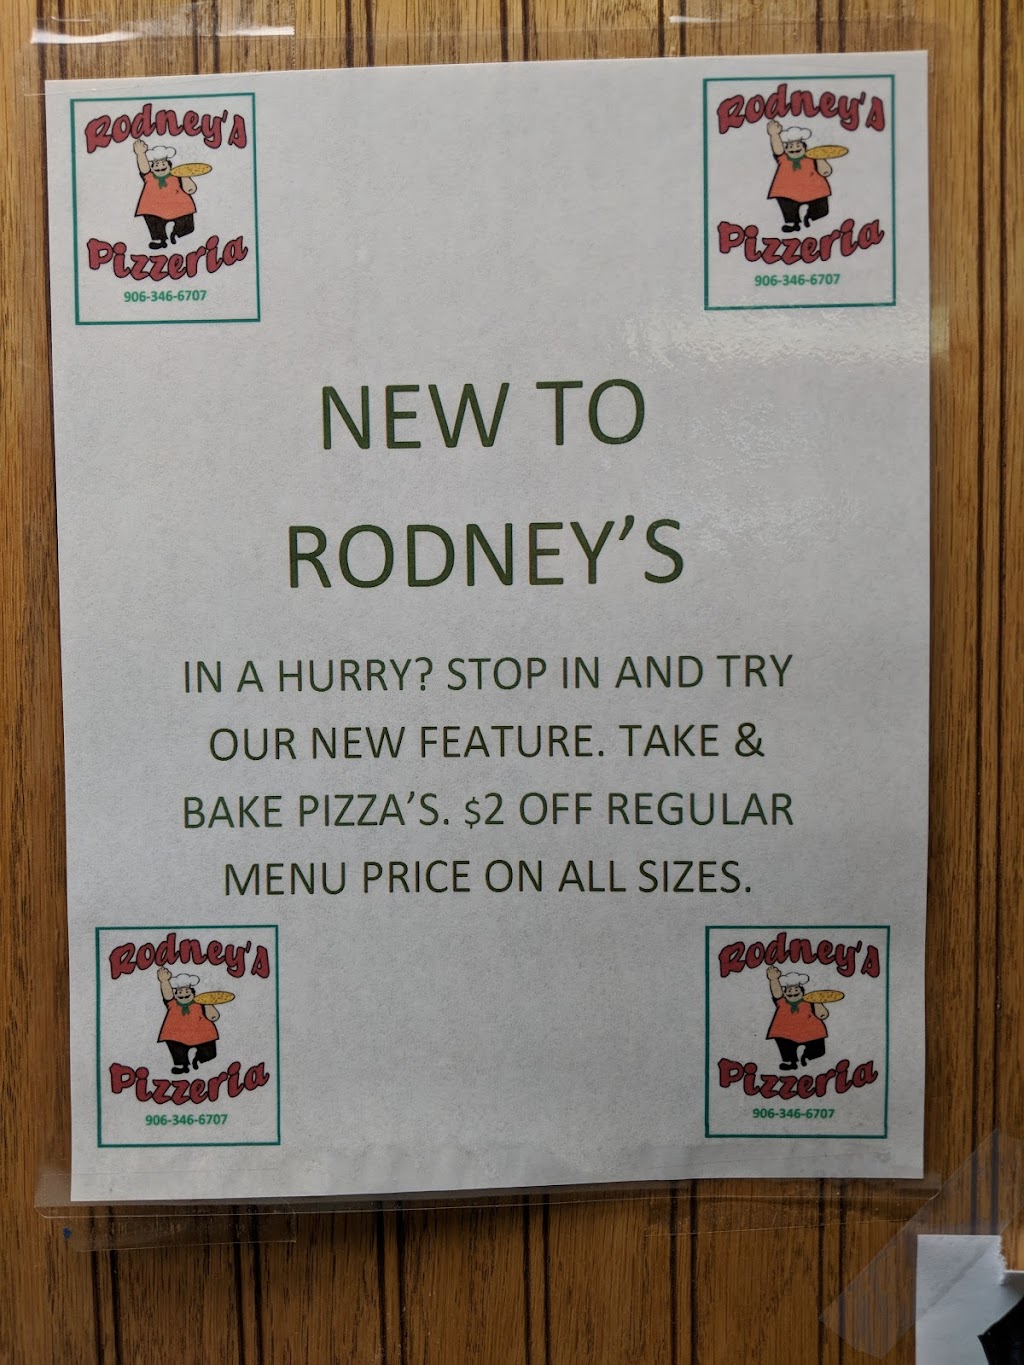 Rodney's
Pizzeria
906-346-6707
Rodney's
Pizzeria
906-346-6707
NEW TO
RODNEY'S
IN A HURRY? STOP IN AND TRY
OUR NEW FEATURE. TAKE &
BAKE PIZZA'S. $2 OFF REGULAR
MENU PRICE ON ALL SIZES.
Rodney's
Pizzeria
906-346-6707
Rodney's
Pizzeria
906-346-6707